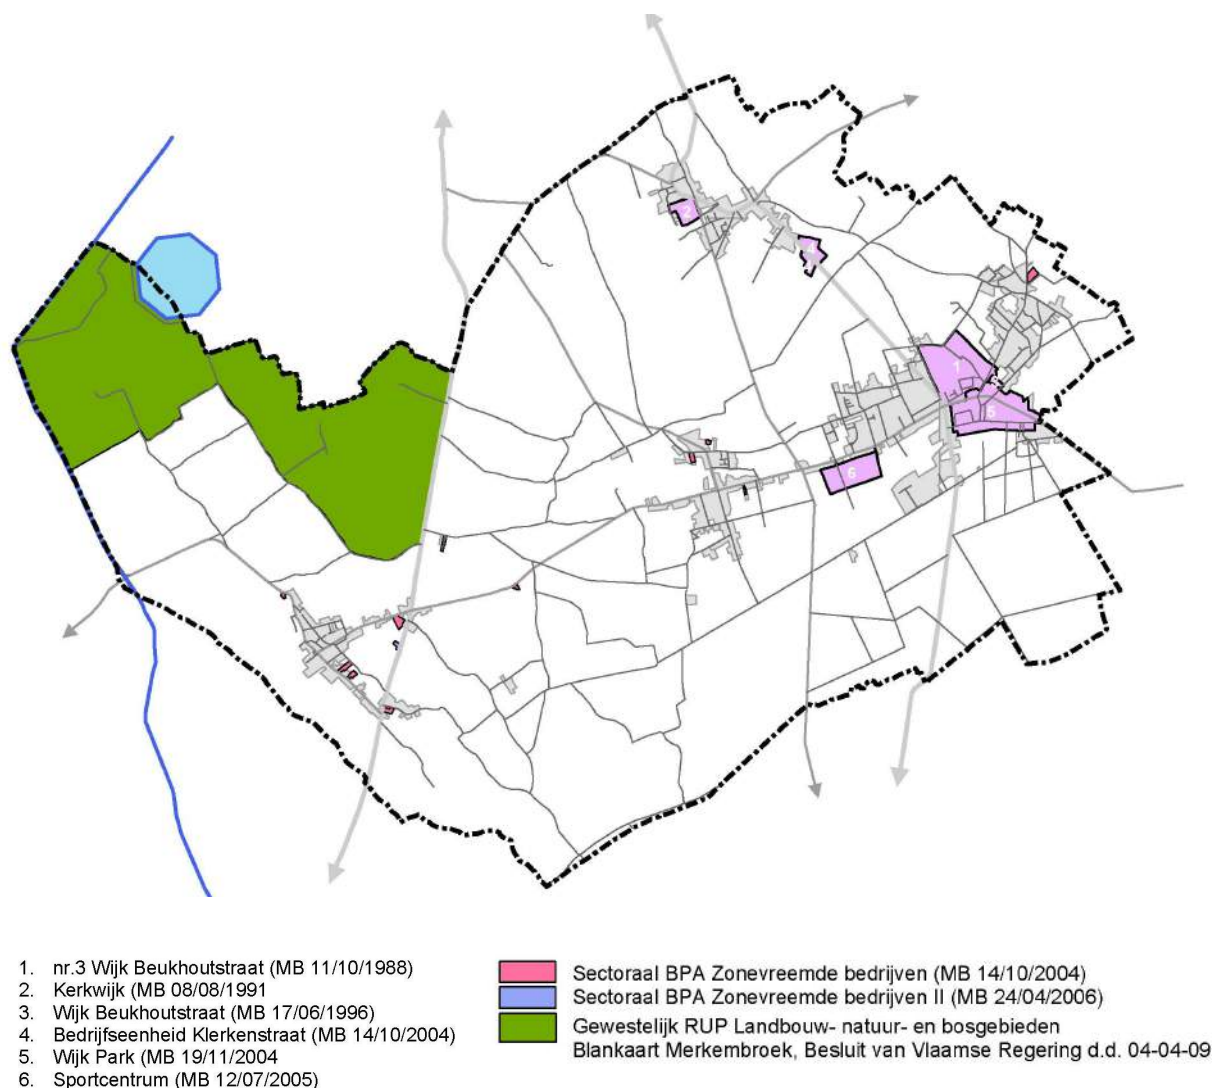 2
4
1
5
6
1. nr.3 Wijk Beukhoutstraat (MB 11/10/1988)
2. Kerkwijk (MB 08/08/1991
3. Wijk Beukhoutstraat (MB 17/06/1996)
4. Bedrijfseenheid Klerkenstraat (MB 14/10/2004)
5. Wijk Park (MB 19/11/2004
6. Sportcentrum (MB 12/07/2005)
Sectoraal BPA Zonevreemde bedrijven (MB 14/10/2004)
Sectoraal BPA Zonevreemde bedrijven II (MB 24/04/2006)
Gewestelijk RUP Landbouw- natuur- en bosgebieden
Blankaart Merkembroek, Besluit van Vlaamse Regering d.d. 04-04-09